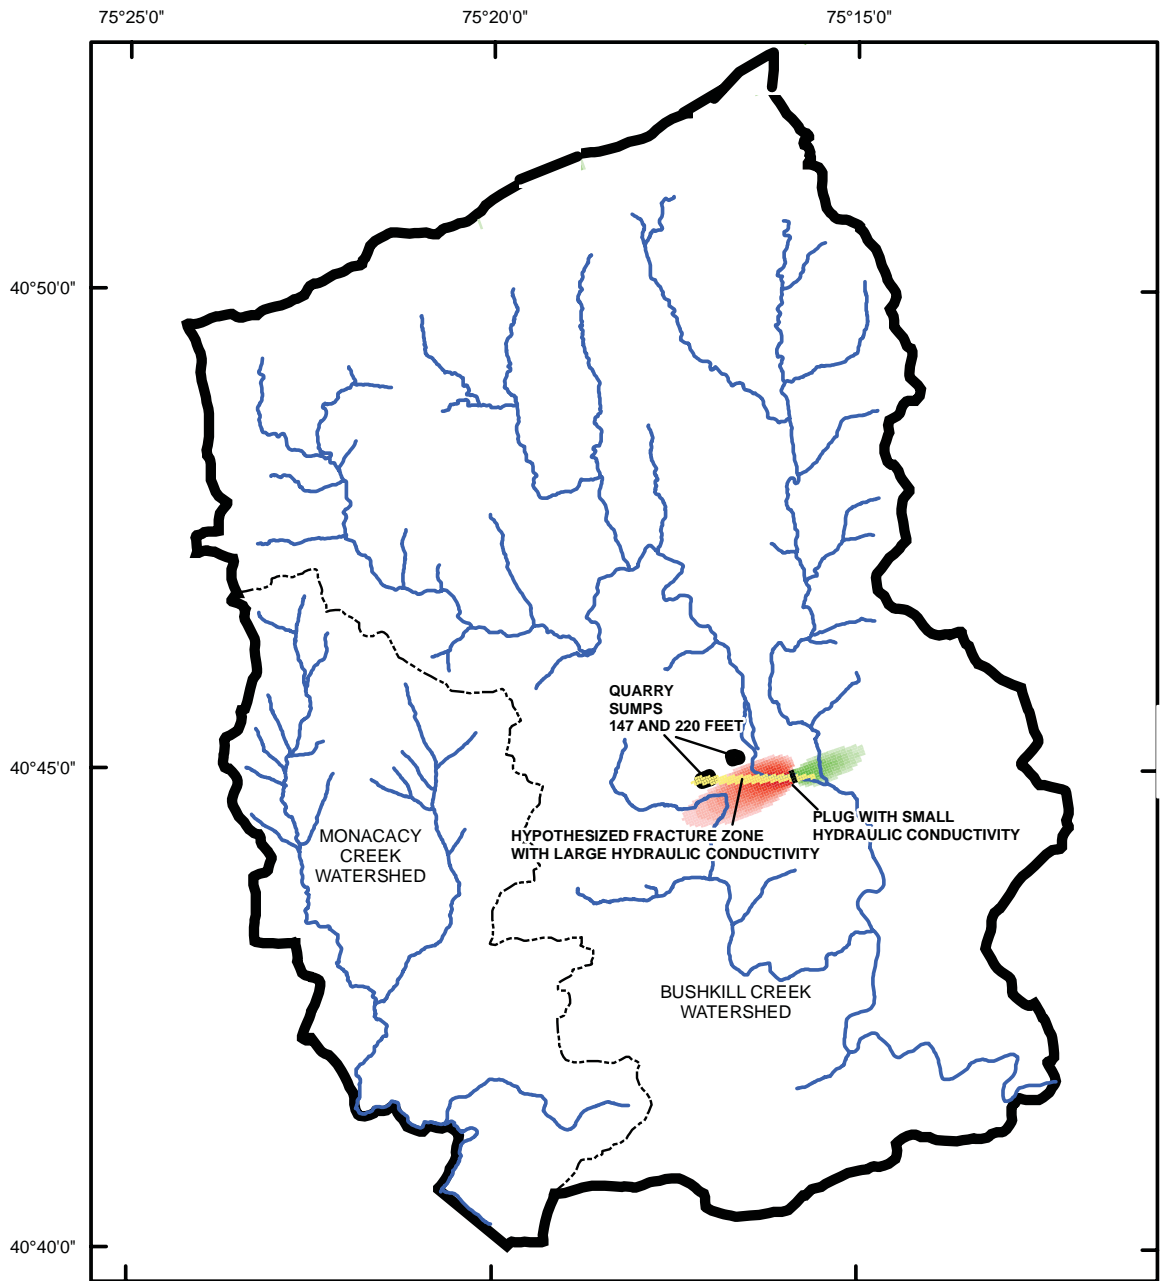 75°25'0"
75°20'0"
75°15'0"
40°50'0"
QUARRY
SUMPS
147 AND 220 FEET
40°45'0"
PLUG WITH SMALL
HYDRAULIC CONDUCTIVITY
HYPOTHESIZED FRACTURE ZONE
WITH LARGE HYDRAULIC CONDUCTIVITY
MONACACY
CREEK
WATERSHED
BUSHKILL CREEK
WATERSHED
40°40'0"